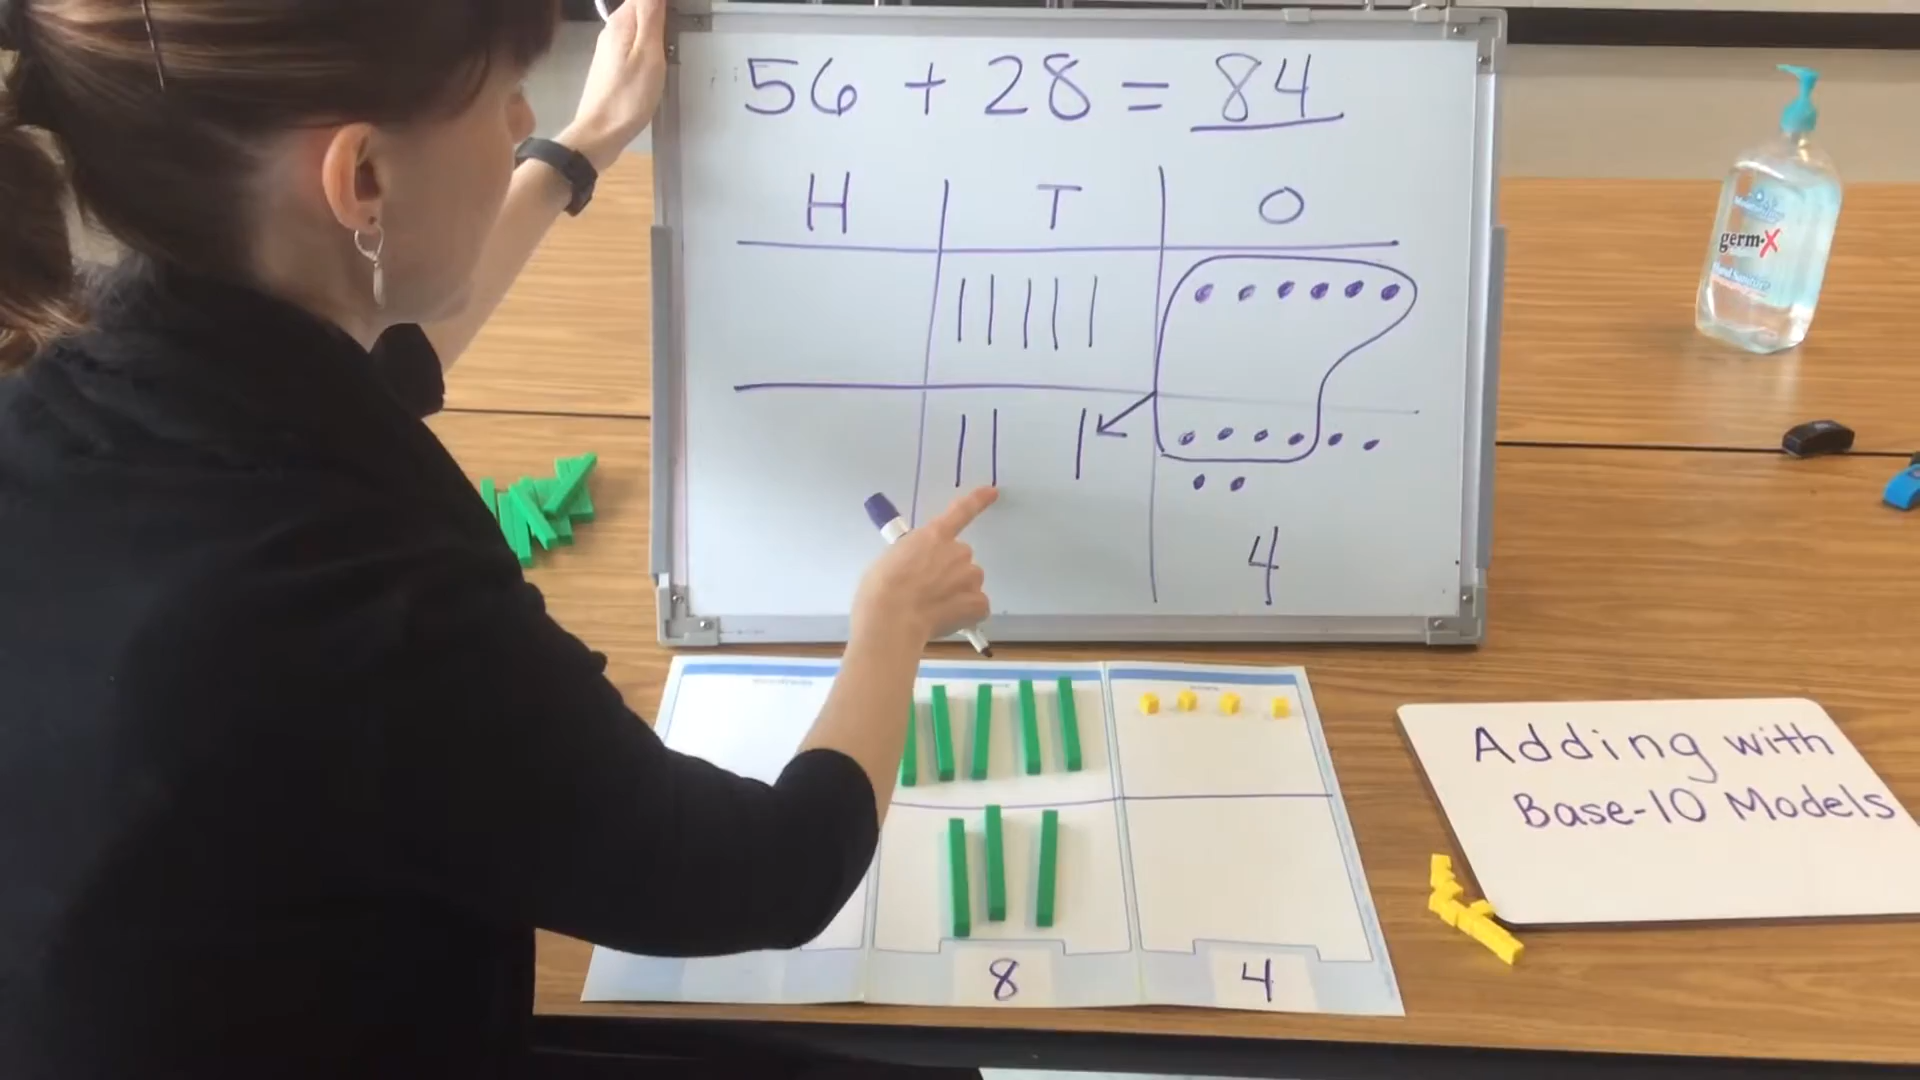 56 + 28 = 84
H T O
4
germ-X
Adding with
Base-10 Models
8 4